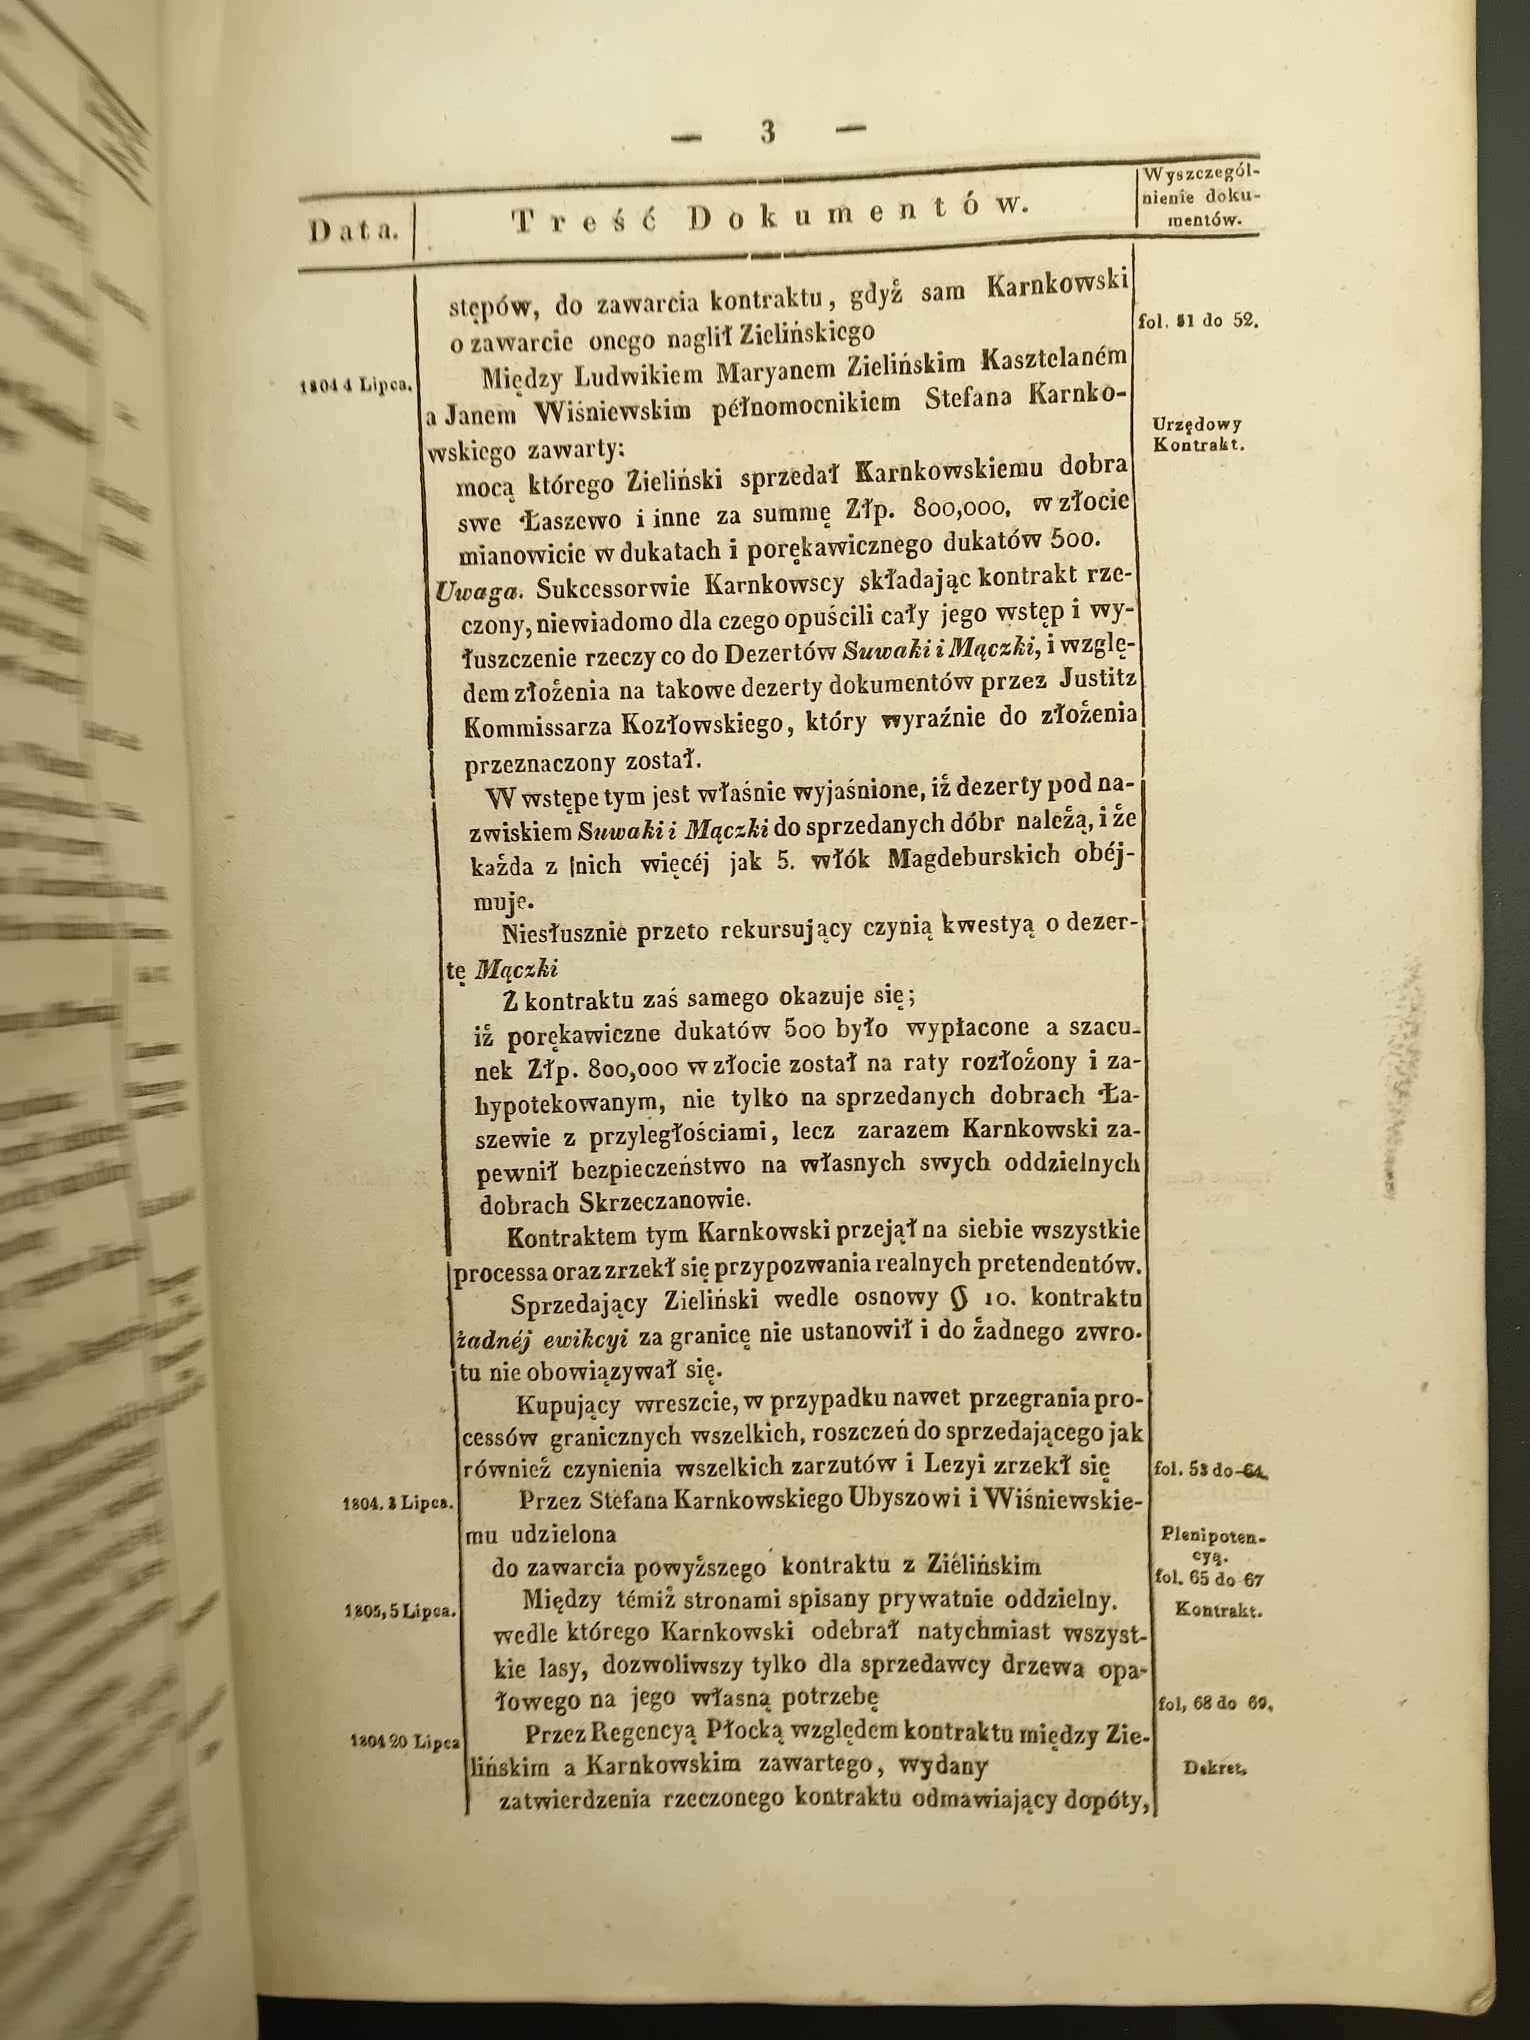 — 3 —
Data.
Treść Dokumentów.
Wyszczegól-
nienie doku-
mentów.
stępów, do zawarcia kontraktu, gdyż sam Karnkowski
o zawarcie onego naglił Zielińskiego
fol. 51 do 52.
1804 4 Lipca.
Między Ludwikiem Maryanem Zielińskim Kasztelaném
a Janem Wiśniewskim péłnomocnikiem Stefana Karnko-
wskiego zawarty:
Urzędowy
Kontrakt.
mocą którego Zieliński sprzedał Karnkowskiemu dobra
swe Łaszewo i inne za summę Złp. 800,000, w złocie
mianowicie w dukatach i porękawicznego dukatów 500.
Uwaga. Sukcessorwie Karnkowscy składając kontrakt rze-
czony, niewiadomo dla czego opuścili cały jego wstęp i wy-
łuszczenie rzeczy co do Dezertów Suwaki i Mączki, i wzglę-
dem złożenia na takowe dezerty dokumentów przez Justitz
Kommissarza Kozłowskiego, który wyraźnie do złożenia
przeznaczony został.
W wstępe tym jest właśnie wyjaśnione, iż dezerty pod na-
zwiskiem Suwaki i Mączki do sprzedanych dóbr należą, i że
każda z nich więcéj jak 5. włók Magdeburskich obéj-
muje.
Niesłusznie przeto rekursujący czynią kwestyą o dezer-
tę Mączki
Z kontraktu zaś samego okazuje się;
iż porękawiczne dukatów 500 było wypłacone a szacu-
nek Złp. 800,000 w złocie został na raty rozłożony i za-
hypotekowanym, nie tylko na sprzedanych dobrach Ła-
szewie z przyległościami, lecz zarazem Karnkowski za-
pewnił bezpieczeństwo na własnych swych oddzielnych
dobrach Skrzeczanowie.
Kontraktem tym Karnkowski przejął na siebie wszystkie
processa oraz zrzekł się przypozwania realnych pretendentów.
Sprzedający Zieliński wedle osnowy § 10. kontraktu
żadnéj ewikcyi za granicę nie ustanowił i do żadnego zwro-
tu nie obowiązywał się.
Kupujący wreszcie, w przypadku nawet przegrania pro-
cessów granicznych wszelkich, roszczeń do sprzedającego jak
również czynienia wszelkich zarzutów i Lezyi zrzekł się
fol. 53 do 64.
1804. 3 Lipca.
Przez Stefana Karnkowskiego Ubyszowi i Wiśniewskie-
mu udzielona
Plenipoten-
cyą.
do zawarcia powyższego kontraktu z Ziélińskim
fol. 65 do 67
1805, 5 Lipca.
Między témiż stronami spisany prywatnie oddzielny.
Kontrakt.
wedle którego Karnkowski odebrał natychmiast wszyst-
kie lasy, dozwoliwszy tylko dla sprzedawcy drzewa opa-
łowego na jego własną potrzebę
fol, 68 do 69.
1804 20 Lipca
Przez Regencyą Płocką względem kontraktu między Zie-
lińskim a Karnkowskim zawartego, wydany
Dekret.
zatwierdzenia rzeczonego kontraktu odmawiający dopóty,